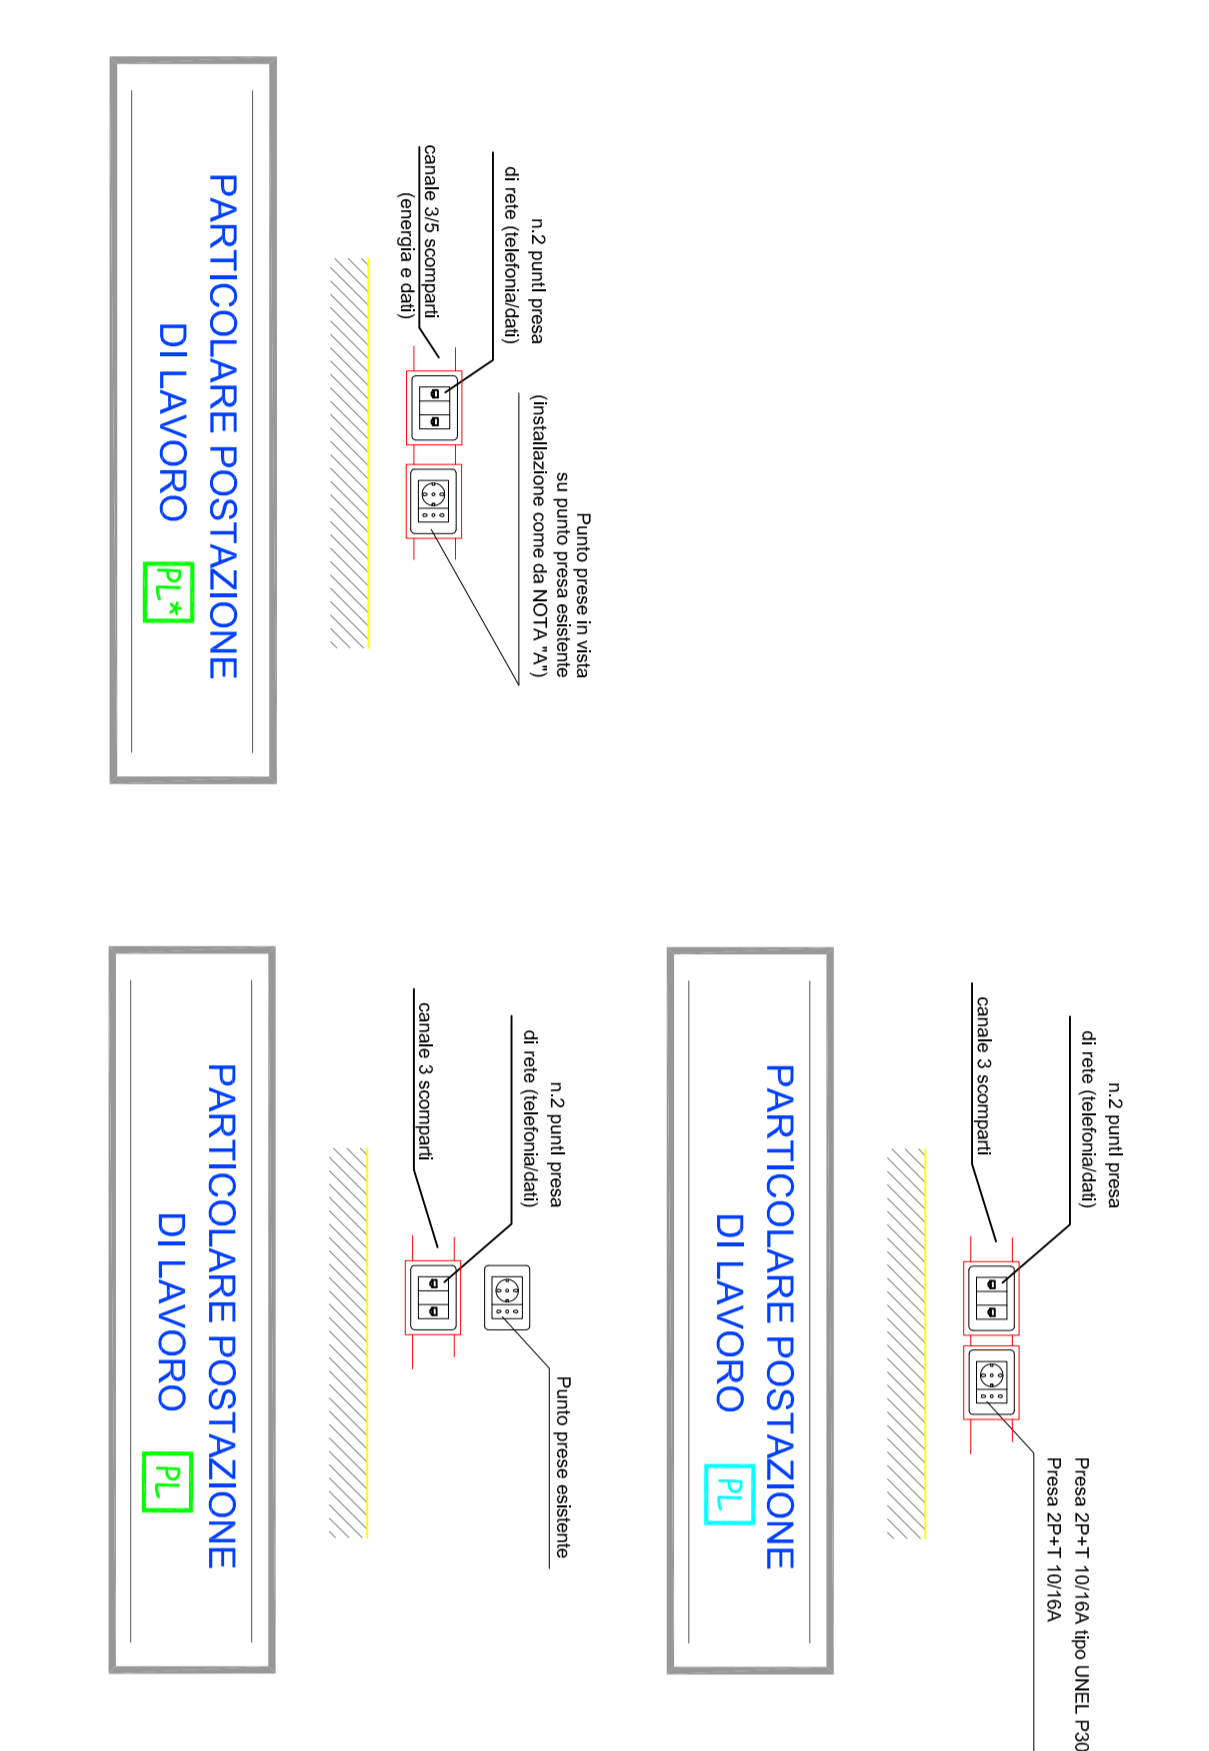 n.2 punti presa
di rete (telefonia/dati)
canale 3 scomparti
Presa 2P+T 10/16A tipo UNEL P30
Presa 2P+T 10/16A
PARTICOLARE POSTAZIONE
DI LAVORO PL
Punto prese in vista
su punto presa esistente
(installazione come da NOTA "A")
n.2 punti presa
di rete (telefonia/dati)
canale 3/5 scomparti
(energia e dati)
PARTICOLARE POSTAZIONE
DI LAVORO PL*
n.2 punti presa
di rete (telefonia/dati)
canale 3 scomparti
Punto prese esistente
PARTICOLARE POSTAZIONE
DI LAVORO PL